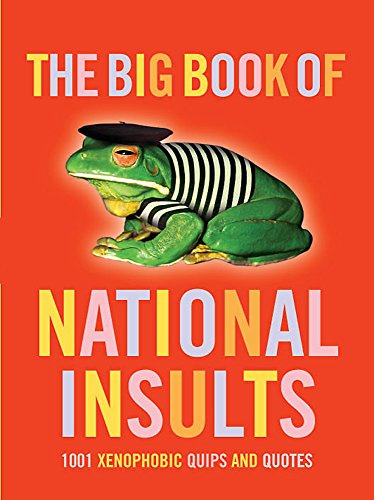 THE BIG BOOK OF
NATIONAL
INSULTS
1001 XENOPHOBIC QUIPS AND QUOTES